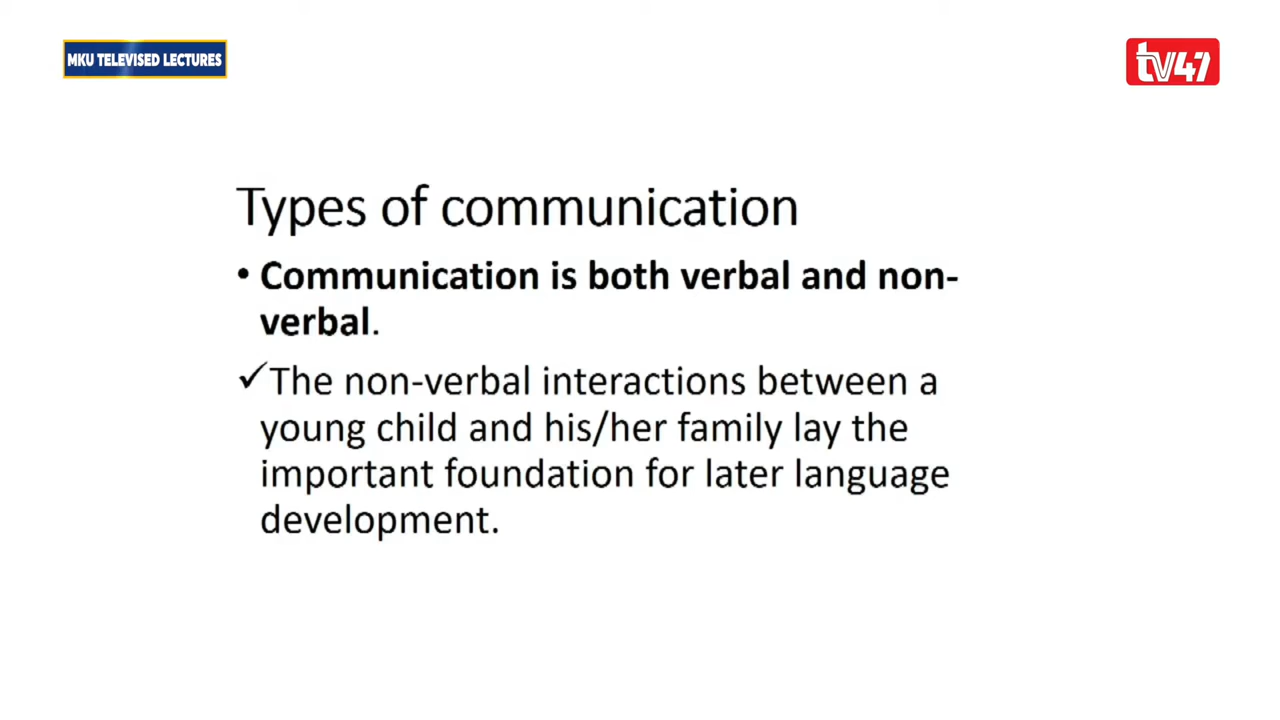 MKU TELEVISED LECTURES
tv47
Types of communication
• Communication is both verbal and non-
verbal.
✓The non-verbal interactions between a
young child and his/her family lay the
important foundation for later language
development.